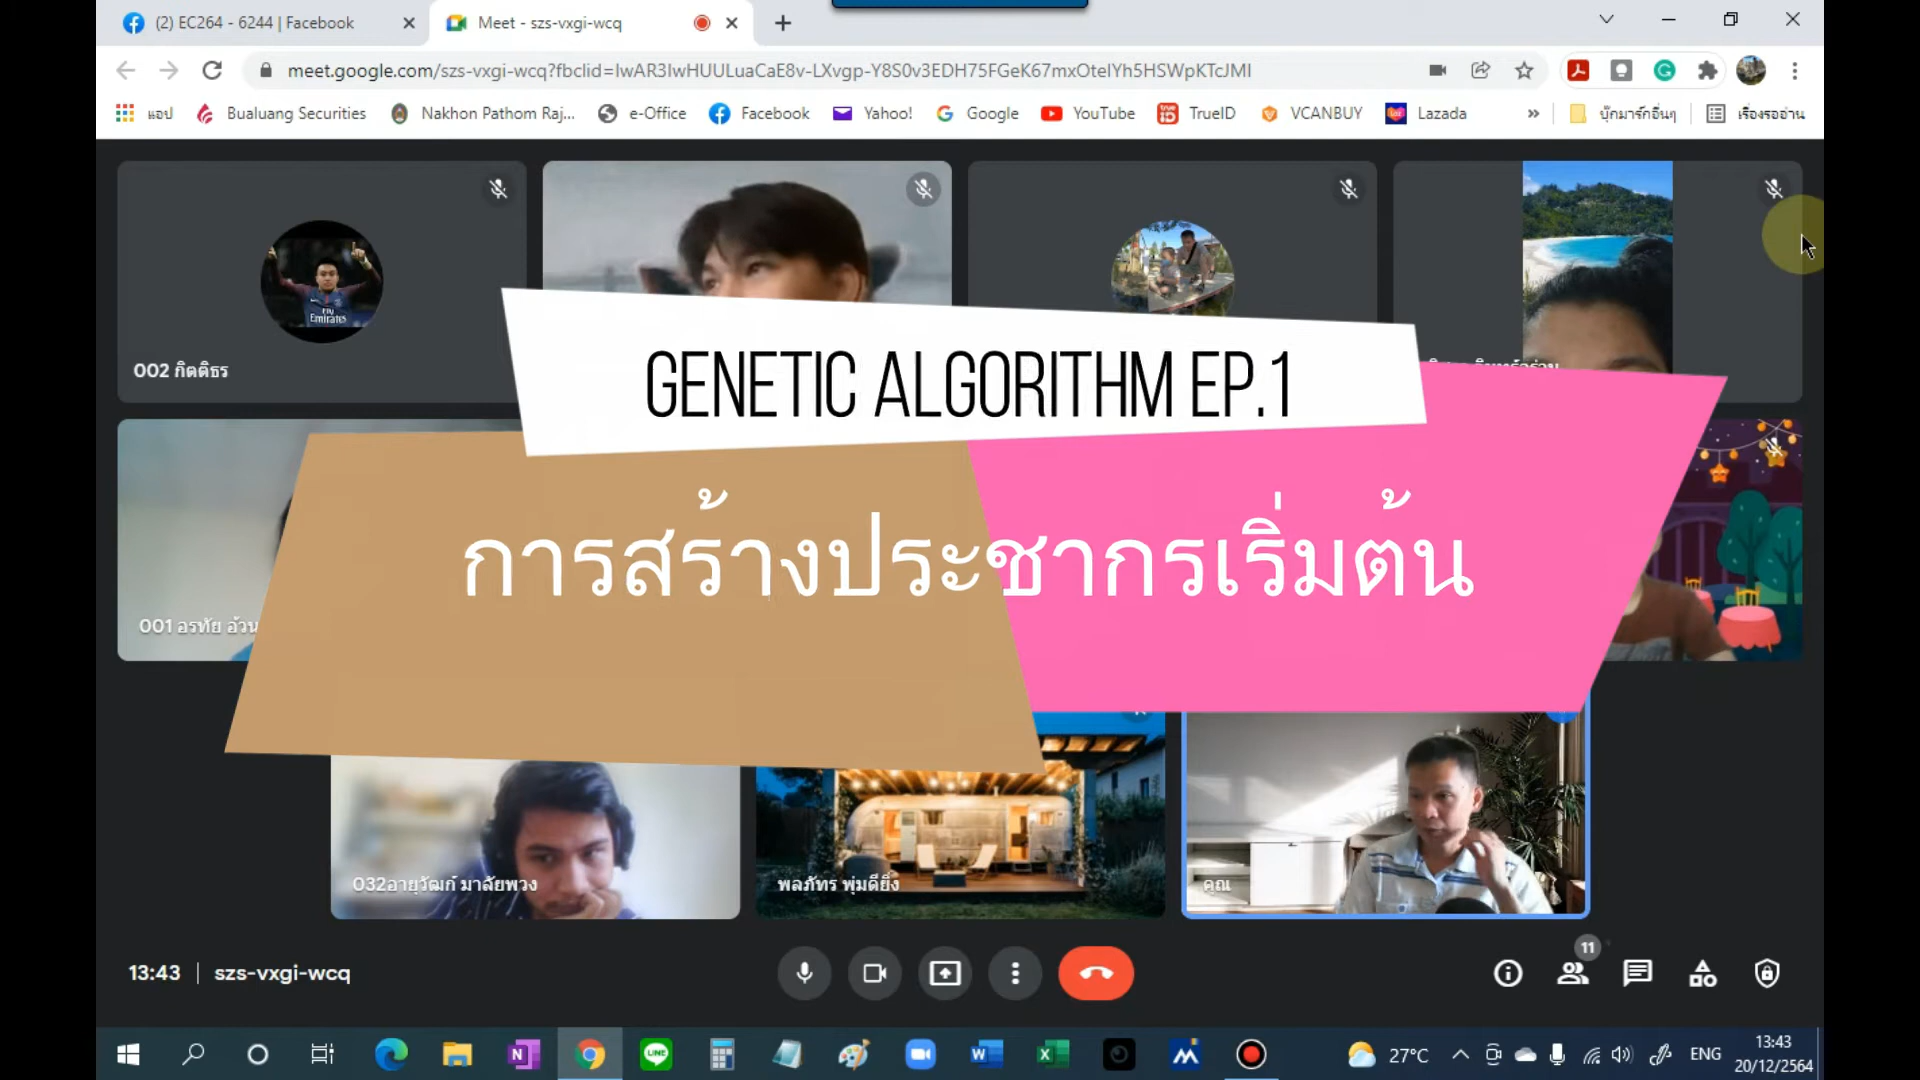 (2) EC264 - 6244 | Facebook
Meet - szs-vxgi-wcq
meet.google.com/szs-vxgi-wcq?fbclid=IwAR3IwHUULuaCaE8v-LXvgp-Y8S0v3EDH75FGeK67mxOtelYh5HSWpKTcJMI
แอป
Bualuang Securities
Nakhon Pathom Raj...
e-Office
Facebook
Yahoo!
Google
YouTube
TrueID
VCANBUY
Lazada
»
บุ๊กมาร์กอื่นๆ
เรื่องรออ่าน
Fly
Emirates
002 กิตติธร
GENETIC ALGORITHM EP.1
การสร้างประชากรเริ่มต้น
001 อรทัย อ้วน
032อายุวัฒก์ มาลัยพวง
พลภัทร พุ่มดียิ่ง
คุณ
13:43 | szs-vxgi-wcq
11
27°C
ENG
13:43
20/12/2564